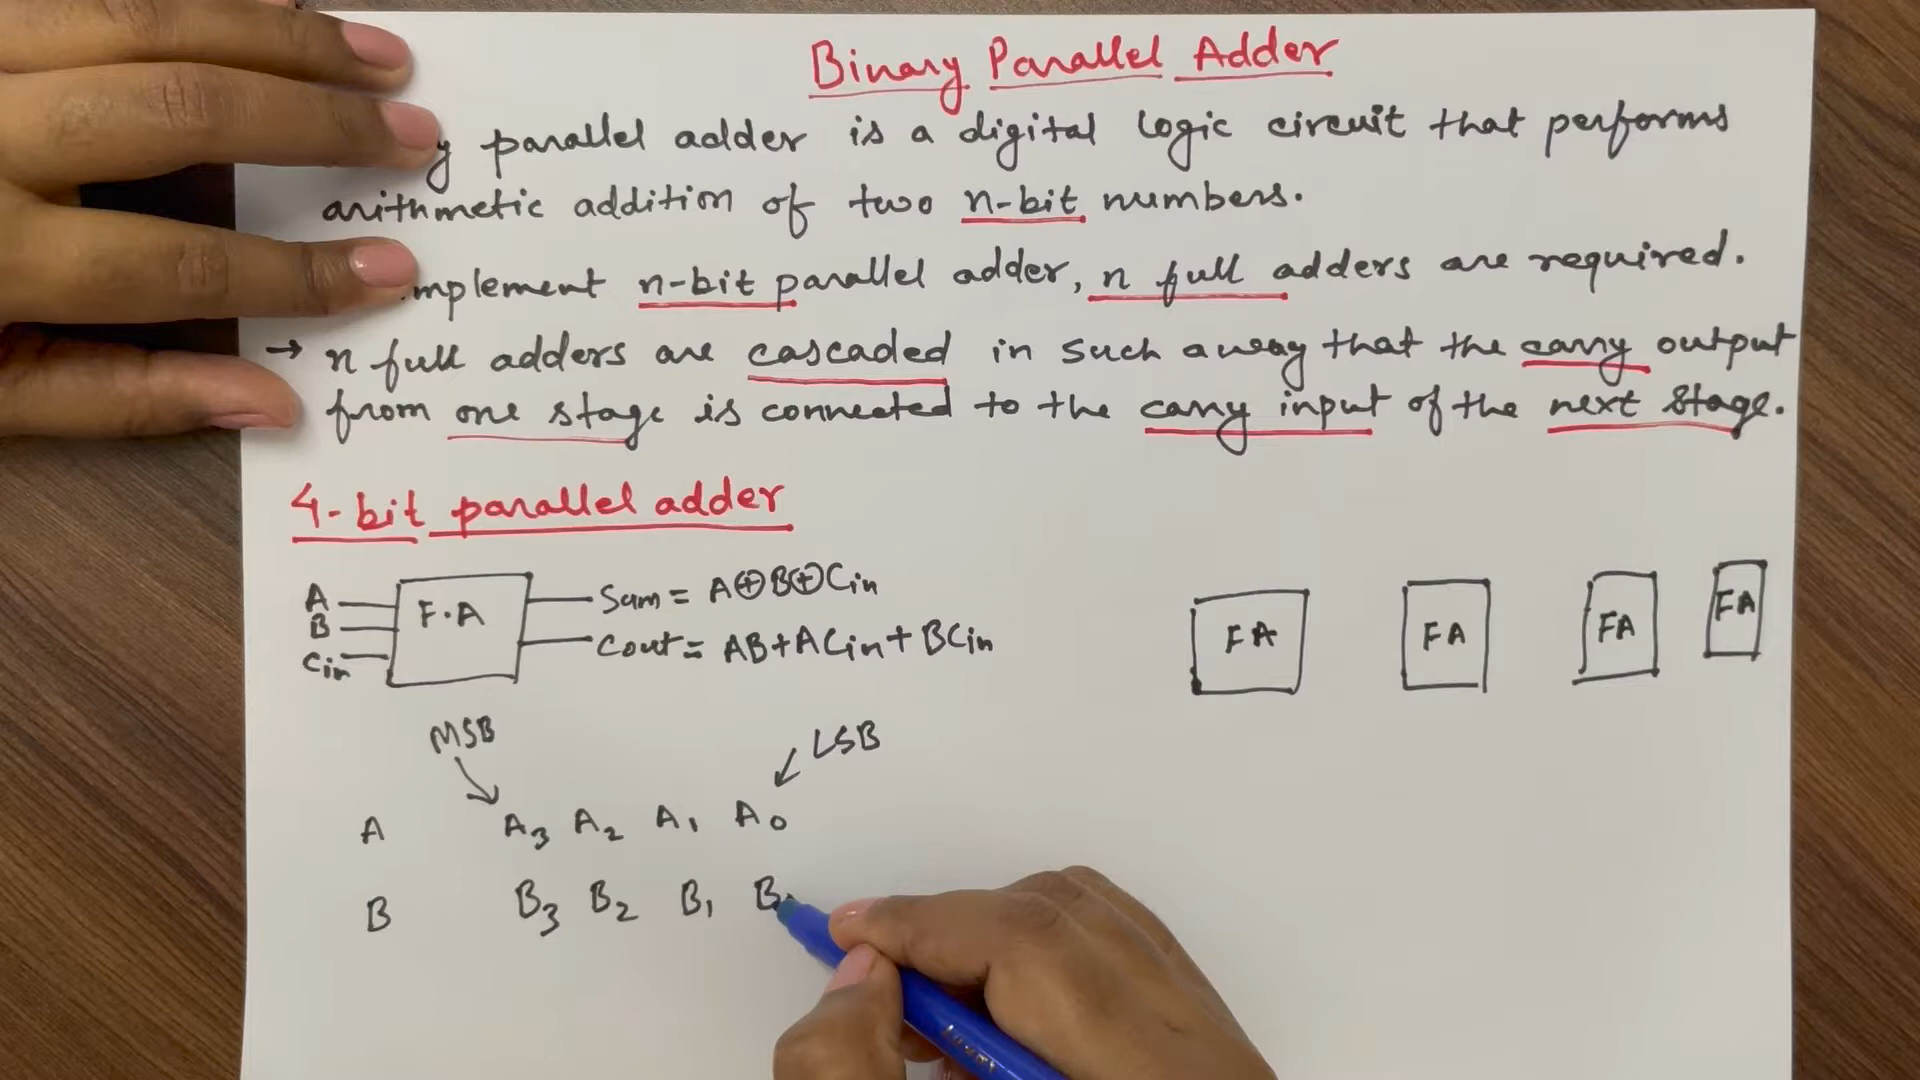 Binary Parallel Adder
parallel adder is a digital logic circuit that performs
arithmetic addition of two n-bit numbers.
mplement n-bit parallel adder, n full adders are required.
→ n full adders are cascaded in such a way that the carry output
from one stage is connected to the carry input of the next stage.
4-bit parallel adder
A
B
Cin
F.A
Sum = A⊕B⊕Cin
Cout = AB+ACin+BCin
FA
FA
FA
FA
MSB
LSB
A A3 A2 A1 A0
B B3 B2 B1 B